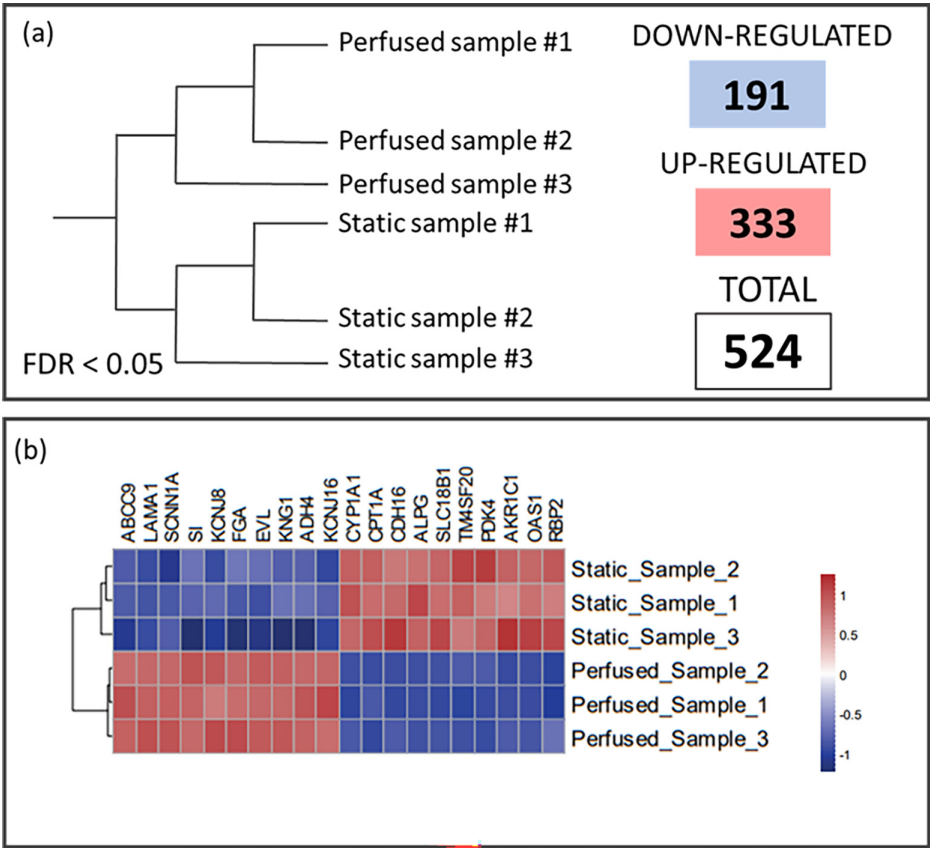 (a)
Perfused sample #1
Perfused sample #2
Perfused sample #3
Static sample #1
Static sample #2
Static sample #3
FDR < 0.05
DOWN-REGULATED
191
UP-REGULATED
333
TOTAL
524
(b)
ABCC9
LAMA1
SCNN1A
SI
KCNJ8
FGA
EVL
KNG1
ADH4
KCNJ16
CYP1A1
CPT1A
CDH16
ALPG
SLC18B1
TM4SF20
PDK4
AKR1C1
OAS1
RBP2
Static_Sample_2
Static_Sample_1
Static_Sample_3
Perfused_Sample_2
Perfused_Sample_1
Perfused_Sample_3
1
0.5
0
-0.5
-1